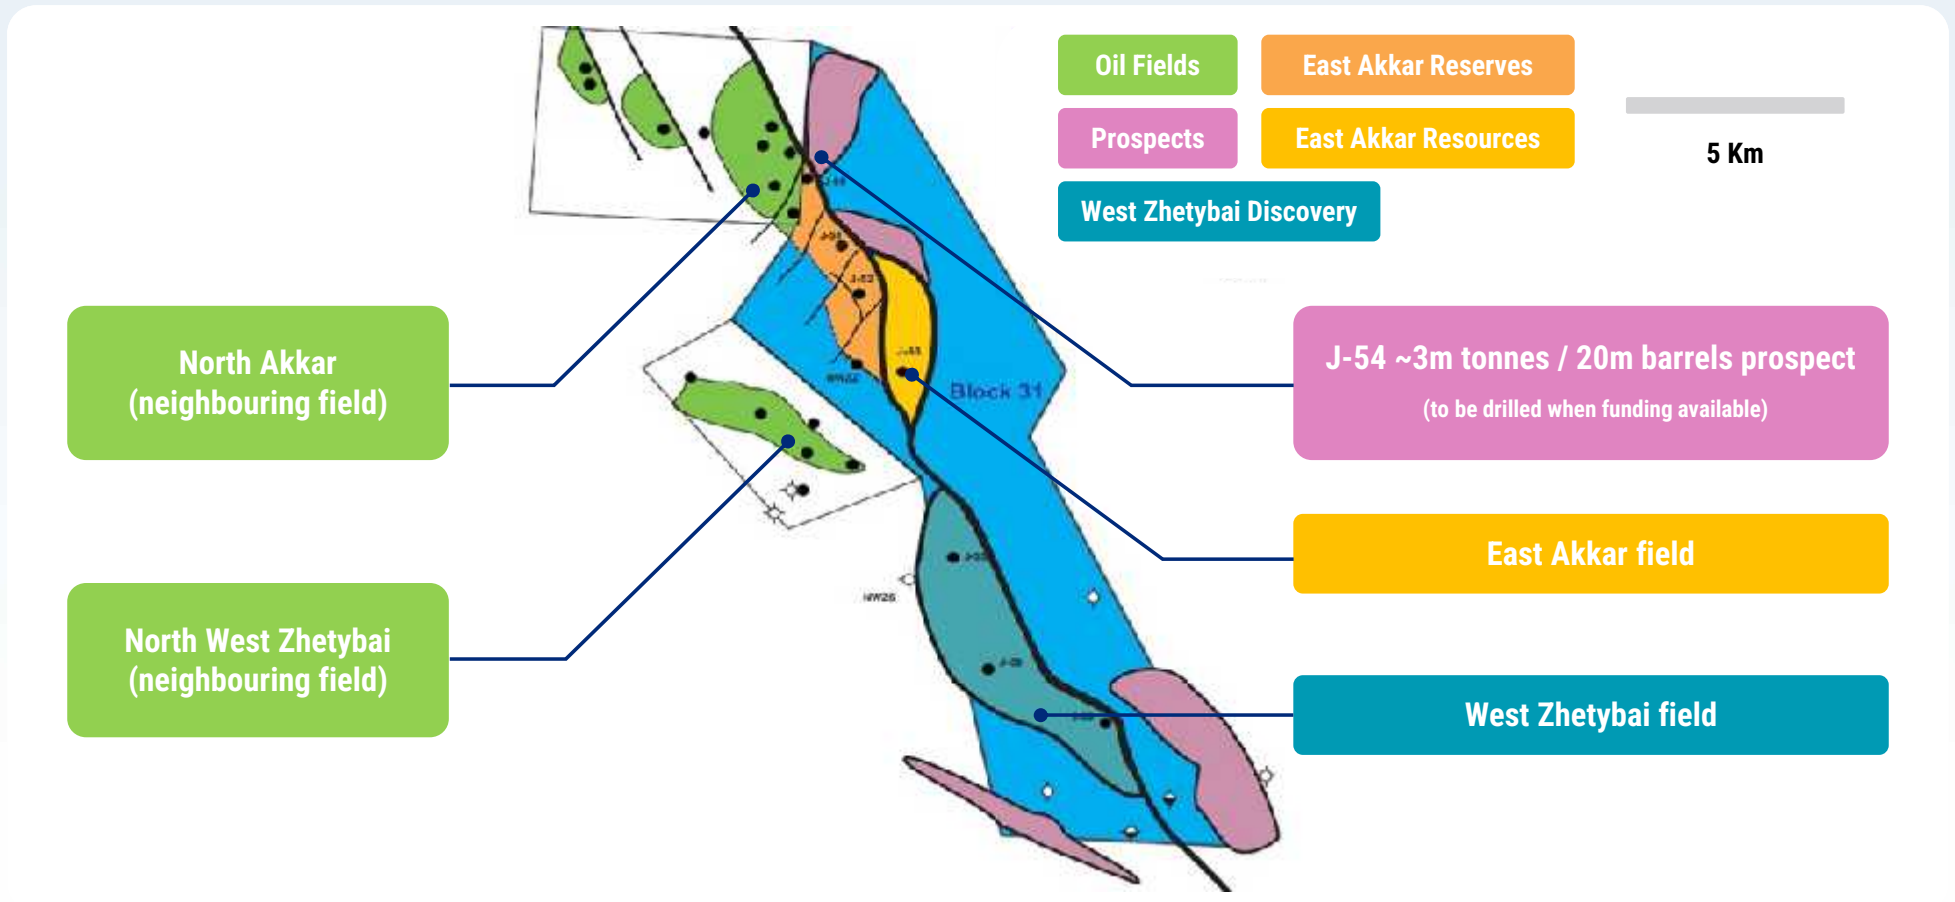 Oil Fields
East Akkar Reserves
Prospects
East Akkar Resources
West Zhetybai Discovery
5 Km
North Akkar
(neighbouring field)
North West Zhetybai
(neighbouring field)
J-52
Block 31
J-54 ~3m tonnes / 20m barrels prospect
(to be drilled when funding available)
East Akkar field
West Zhetybai field